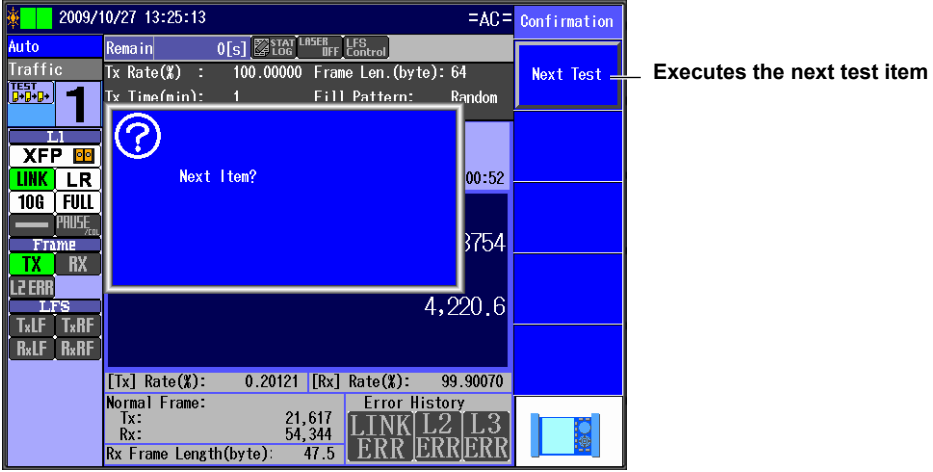 2009/10/27 13:25:13 =AC= Confirmation
Auto
Remain 0[s] STAT LOG LASER OFF LFS Control
Traffic
Tx Rate(%) : 100.00000 Frame Len.(byte): 64
Next Test
Executes the next test item
TEST
1
Tx Time(min): 1 Fill Pattern: Random
L1
XFP
Next Item?
00:52
LINK LR
10G FULL
PAUSE /COL
Frame
3754
TX RX
L2 ERR
LFS
4,220.6
TxLF TxRF
RxLF RxRF
[Tx] Rate(%): 0.20121 [Rx] Rate(%): 99.90070
Normal Frame: Error History
Tx: 21,617
Rx: 54,344
LINK ERR L2 ERR L3 ERR
Rx Frame Length(byte): 47.5